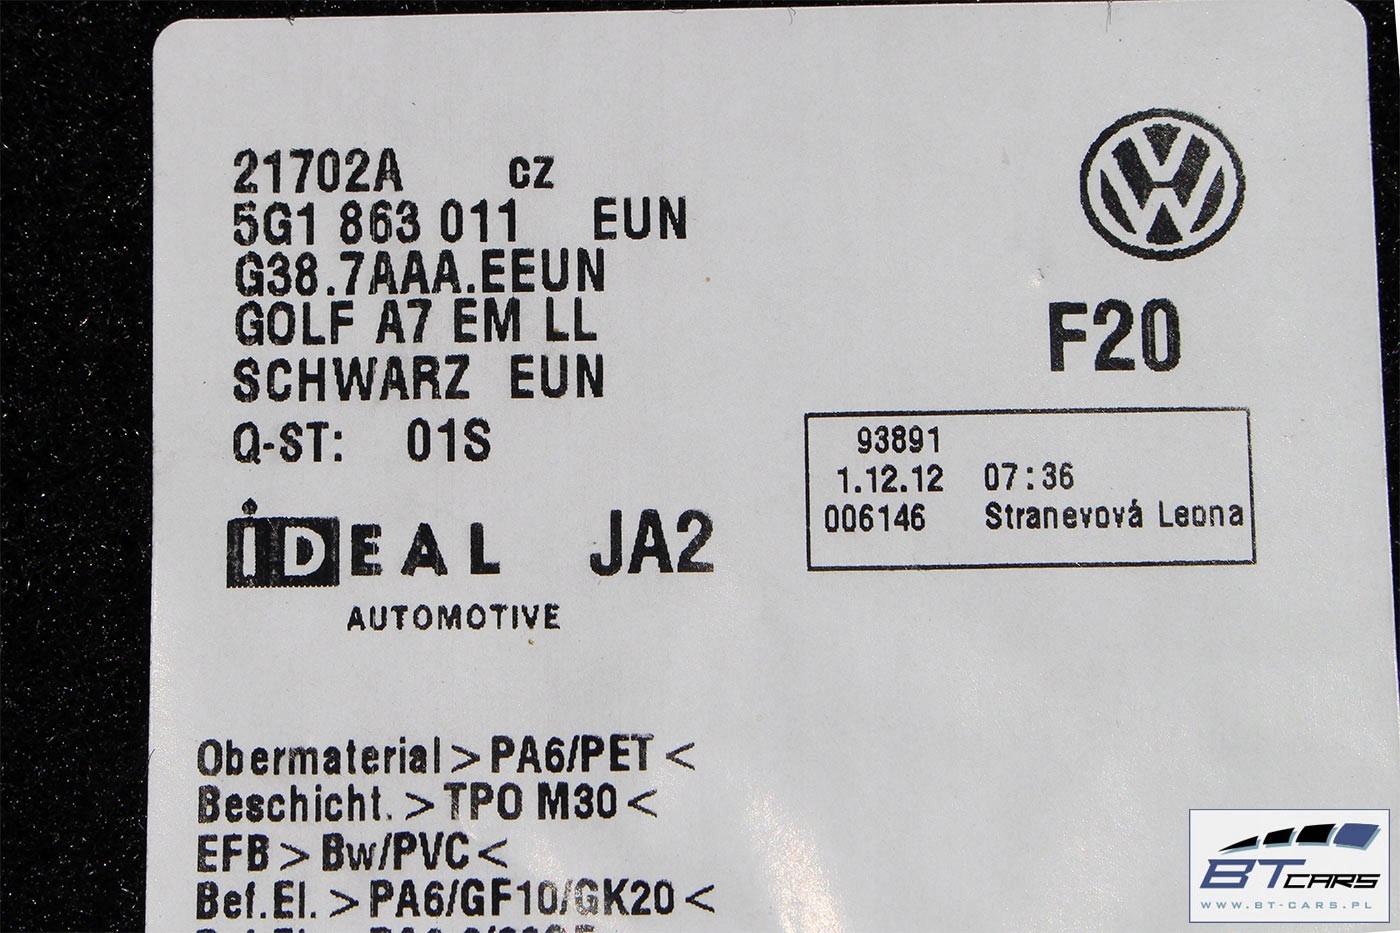 21702A cz
5G1 863 011 EUN
G38.7AAA.EEUN
GOLF A7 EM LL
SCHWARZ EUN
Q-ST: 01S
F20
93891
1.12.12 07:36
006146 Stranevová Leona
iDEAL JA2
AUTOMOTIVE
Obermaterial > PA6/PET <
Beschicht. > TPO M30 <
EFB > Bw/PVC <
Bef.El. > PA6/GF10/GK20 <
BT CARS
WWW.BT-CARS.PL